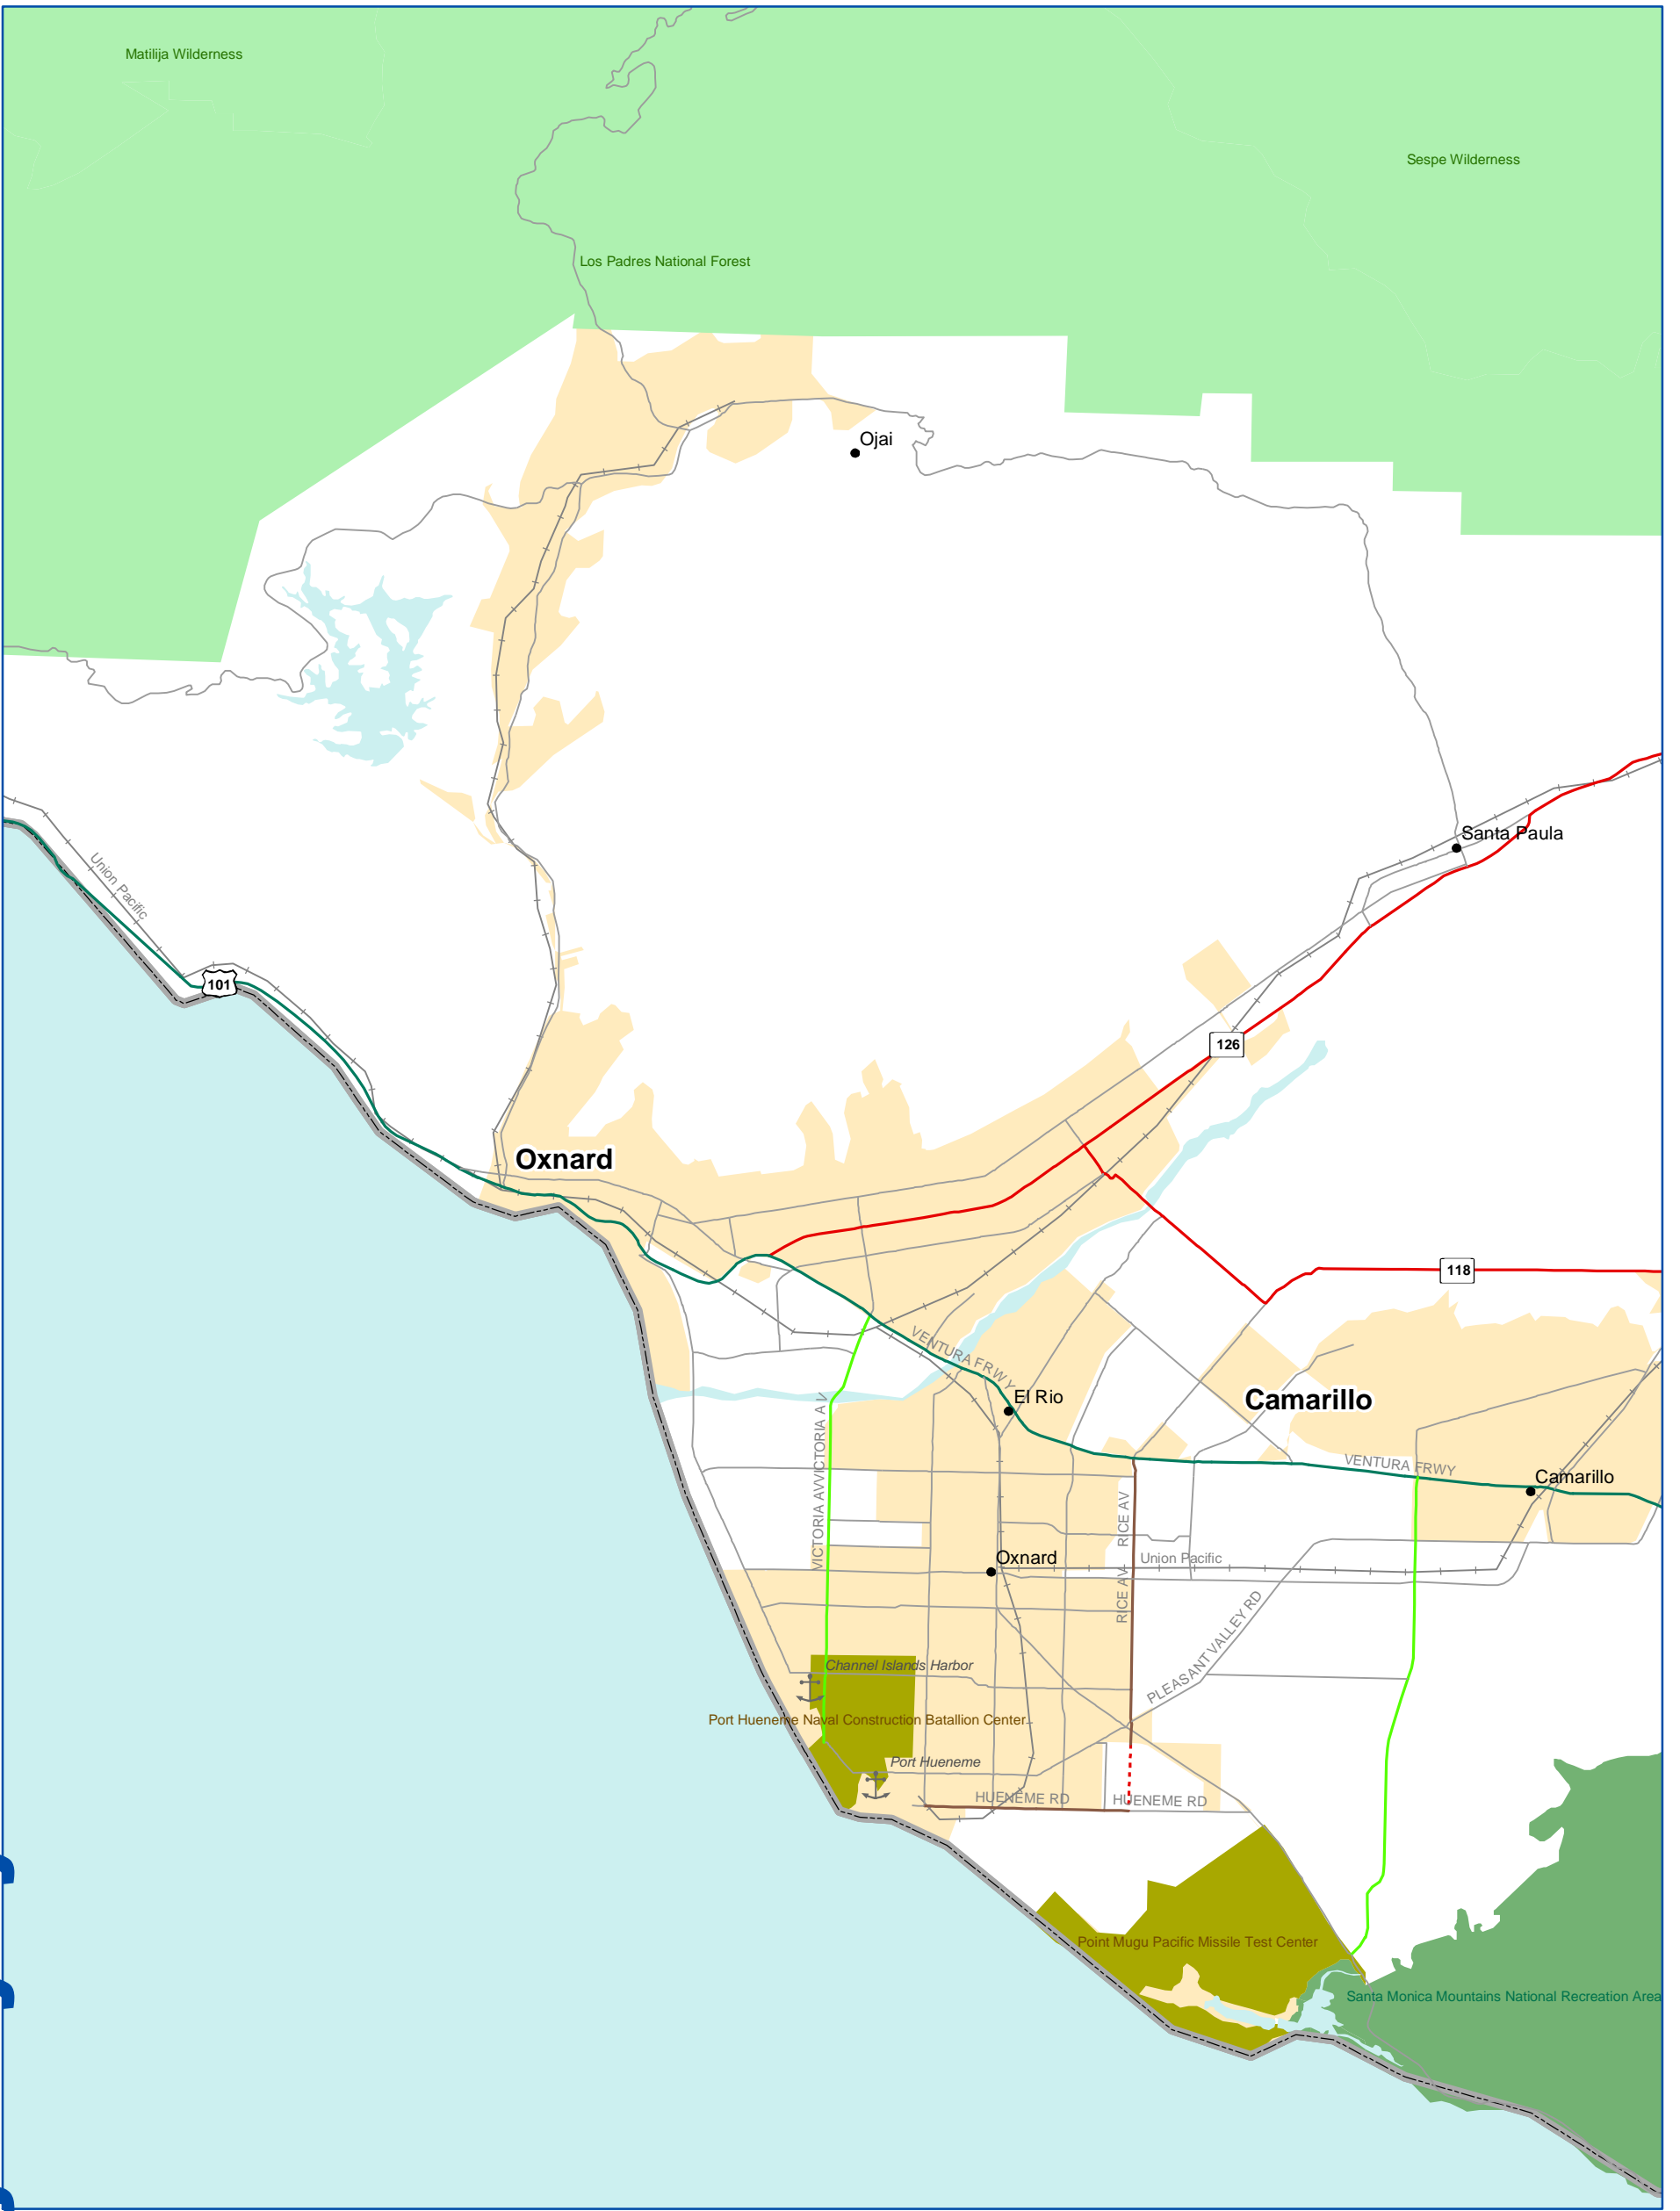 Matilija Wilderness
Sespe Wilderness
Los Padres National Forest
Ojai
Santa Paula
Union Pacific
101
126
Oxnard
118
VENTURA FRWY
El Rio
Camarillo
VICTORIA AV
VICTORIA AV
VENTURA FRWY
Camarillo
RICE AV
Oxnard
Union Pacific
RICE AV
PLEASANT VALLEY RD
Channel Islands Harbor
Port Hueneme Naval Construction Batallion Center
Port Hueneme
HUENEME RD
HUENEME RD
Point Mugu Pacific Missile Test Center
Santa Monica Mountains National Recreation Area